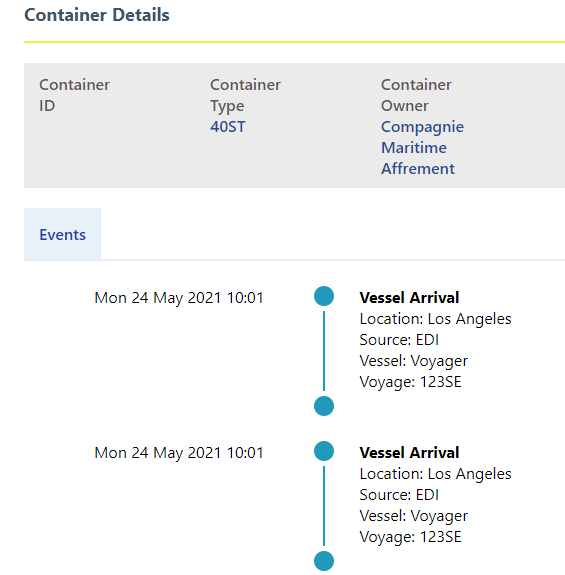 Container Details
Container
ID
Container
Type
40ST
Container
Owner
Compagnie
Maritime
Affrement
Events
Mon 24 May 2021 10:01
Vessel Arrival
Location: Los Angeles
Source: EDI
Vessel: Voyager
Voyage: 123SE
Mon 24 May 2021 10:01
Vessel Arrival
Location: Los Angeles
Source: EDI
Vessel: Voyager
Voyage: 123SE